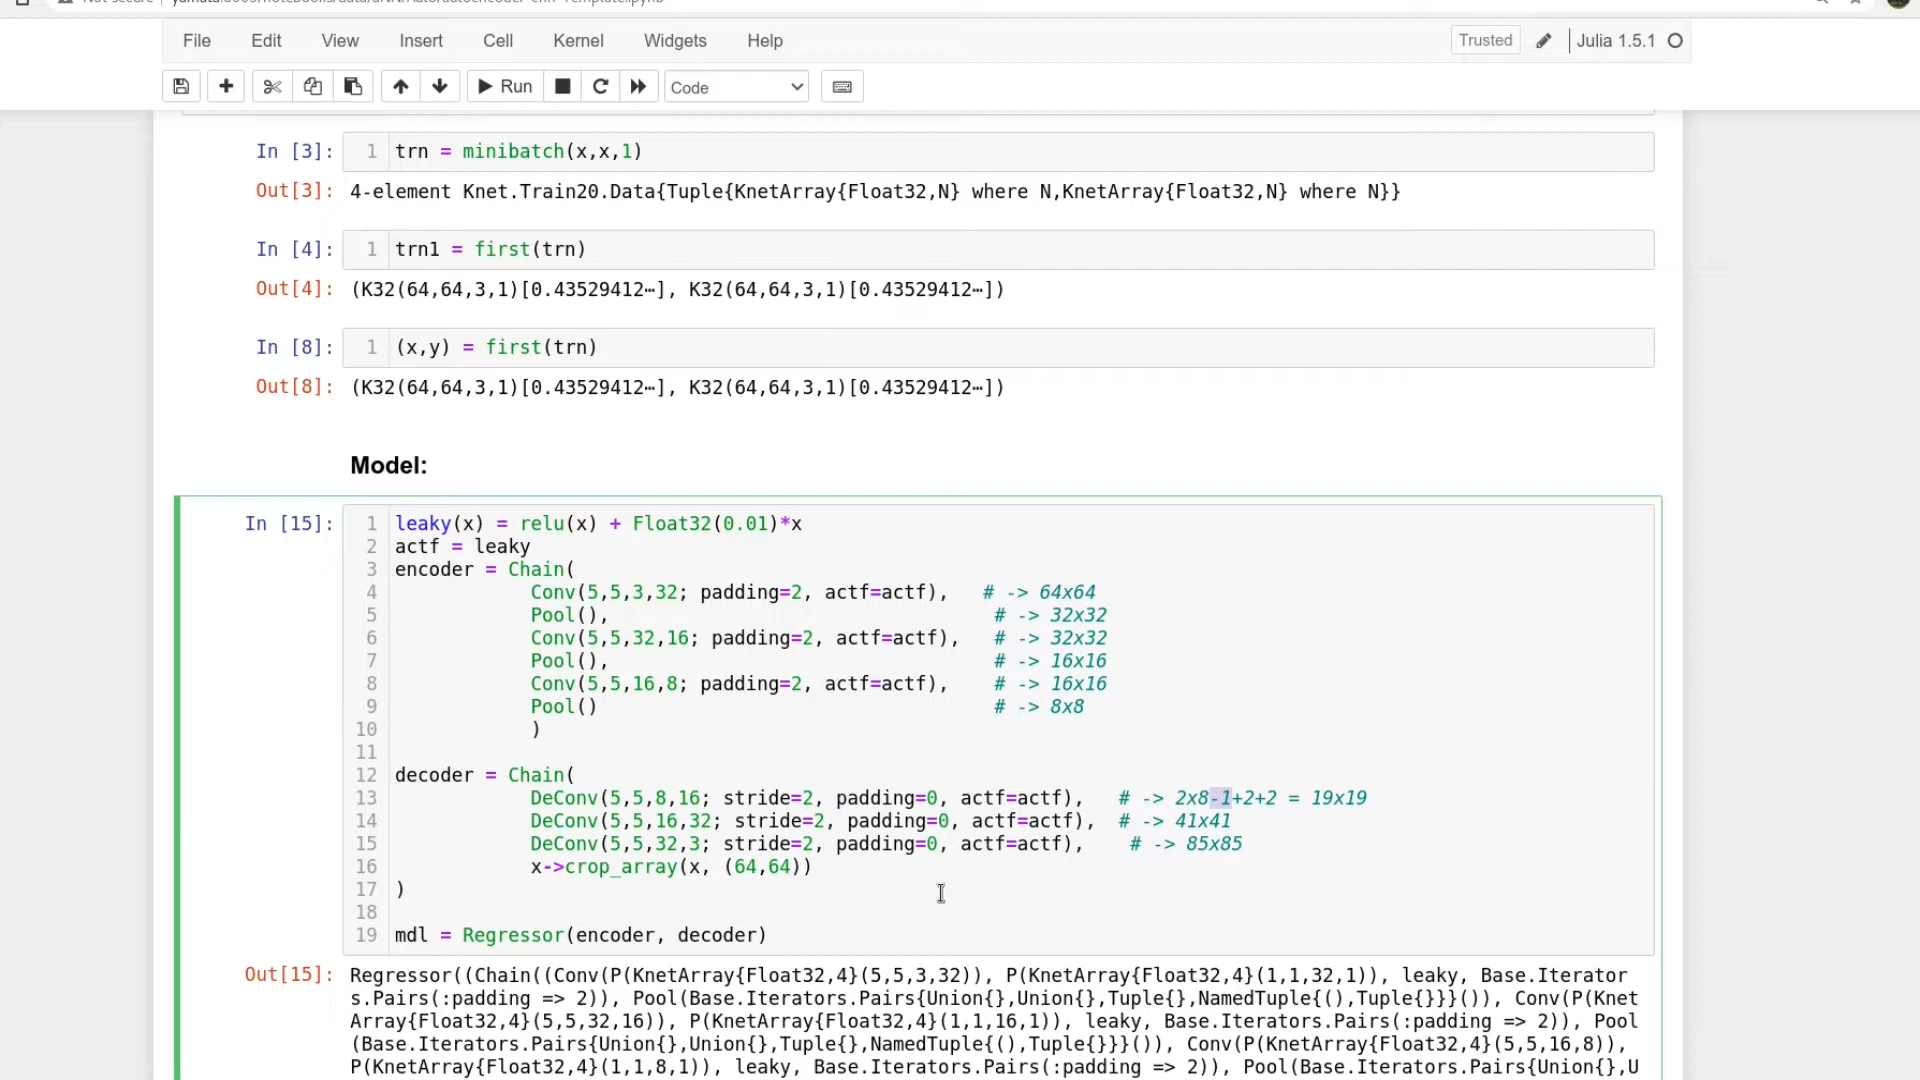 File Edit View Insert Cell Kernel Widgets Help Trusted Julia 1.5.1
Run Code
In [3]: 1 trn = minibatch(x,x,1)
Out[3]: 4-element Knet.Train20.Data{Tuple{KnetArray{Float32,N} where N,KnetArray{Float32,N} where N}}
In [4]: 1 trn1 = first(trn)
Out[4]: (K32(64,64,3,1)[0.43529412⋯], K32(64,64,3,1)[0.43529412⋯])
In [8]: 1 (x,y) = first(trn)
Out[8]: (K32(64,64,3,1)[0.43529412⋯], K32(64,64,3,1)[0.43529412⋯])
Model:
In [15]: 1 leaky(x) = relu(x) + Float32(0.01)*x
2 actf = leaky
3 encoder = Chain(
4 Conv(5,5,3,32; padding=2, actf=actf), # -> 64x64
5 Pool(), # -> 32x32
6 Conv(5,5,32,16; padding=2, actf=actf), # -> 32x32
7 Pool(), # -> 16x16
8 Conv(5,5,16,8; padding=2, actf=actf), # -> 16x16
9 Pool() # -> 8x8
10 )
11
12 decoder = Chain(
13 DeConv(5,5,8,16; stride=2, padding=0, actf=actf), # -> 2x8-1+2+2 = 19x19
14 DeConv(5,5,16,32; stride=2, padding=0, actf=actf), # -> 41x41
15 DeConv(5,5,32,3; stride=2, padding=0, actf=actf), # -> 85x85
16 x->crop_array(x, (64,64))
17 )
18
19 mdl = Regressor(encoder, decoder)
Out[15]: Regressor((Chain((Conv(P(KnetArray{Float32,4}(5,5,3,32)), P(KnetArray{Float32,4}(1,1,32,1)), leaky, Base.Iterator
s.Pairs(:padding => 2)), Pool(Base.Iterators.Pairs{Union{},Union{},Tuple{},NamedTuple{(),Tuple{}}}()), Conv(P(Knet
Array{Float32,4}(5,5,32,16)), P(KnetArray{Float32,4}(1,1,16,1)), leaky, Base.Iterators.Pairs(:padding => 2)), Pool
(Base.Iterators.Pairs{Union{},Union{},Tuple{},NamedTuple{(),Tuple{}}}()), Conv(P(KnetArray{Float32,4}(5,5,16,8)),
P(KnetArray{Float32,4}(1,1,8,1)), leaky, Base.Iterators.Pairs(:padding => 2)), Pool(Base.Iterators.Pairs{Union{},U